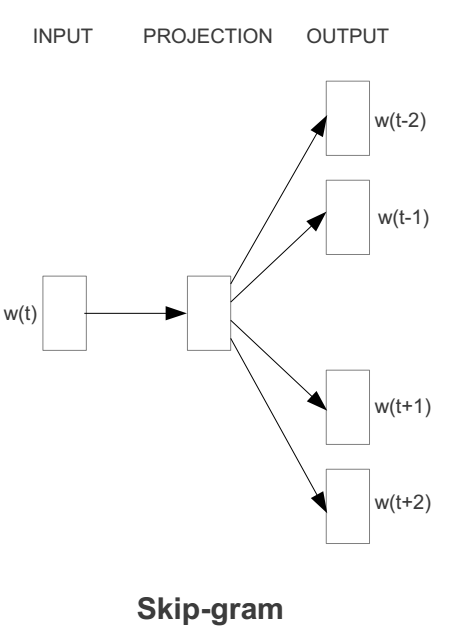 INPUT PROJECTION OUTPUT
w(t-2)
w(t-1)
w(t)
w(t+1)
w(t+2)
Skip-gram